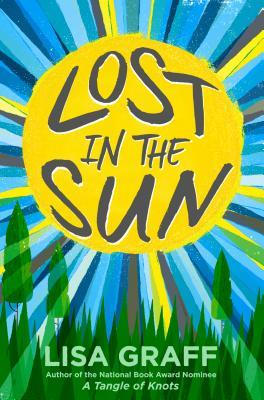 LOST
IN THE
SUN
LISA GRAFF
Author of the National Book Award Nominee
A Tangle of Knots